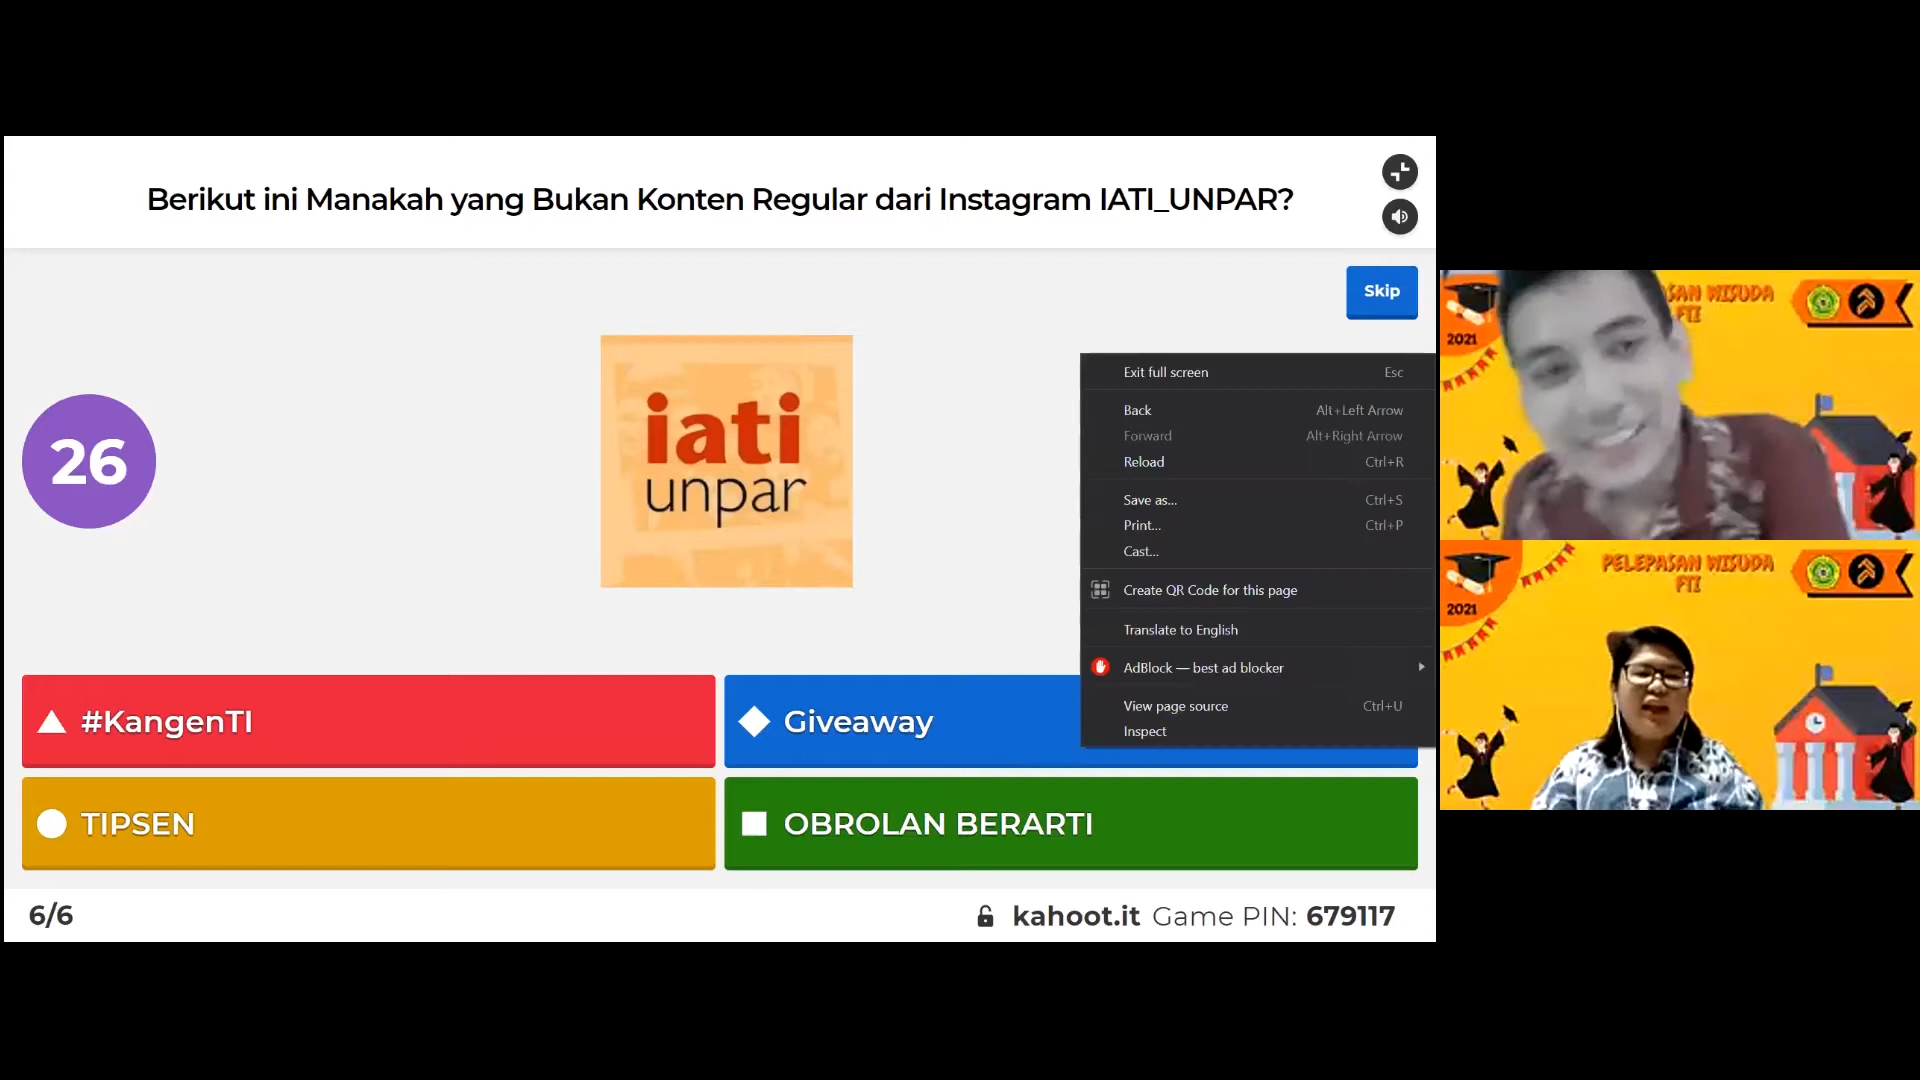 Berikut ini Manakah yang Bukan Konten Regular dari Instagram IATI_UNPAR?
Skip
26
iati
unpar
Exit full screen Esc
Back Alt+Left Arrow
Forward Alt+Right Arrow
Reload Ctrl+R
Save as... Ctrl+S
Print... Ctrl+P
Cast...
Create QR Code for this page
Translate to English
AdBlock — best ad blocker
View page source Ctrl+U
Inspect
#KangenTI
Giveaway
TIPSEN
OBROLAN BERARTI
6/6
kahoot.it Game PIN: 679117
WISUDA
FTI
2021
PELEPASAN WISUDA
FTI
2021